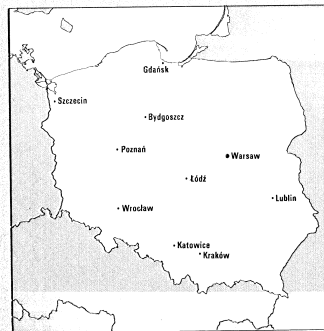 Gdańsk
Szczecin
Bydgoszcz
Poznań
Warsaw
Łódź
Lublin
Wrocław
Katowice
Kraków